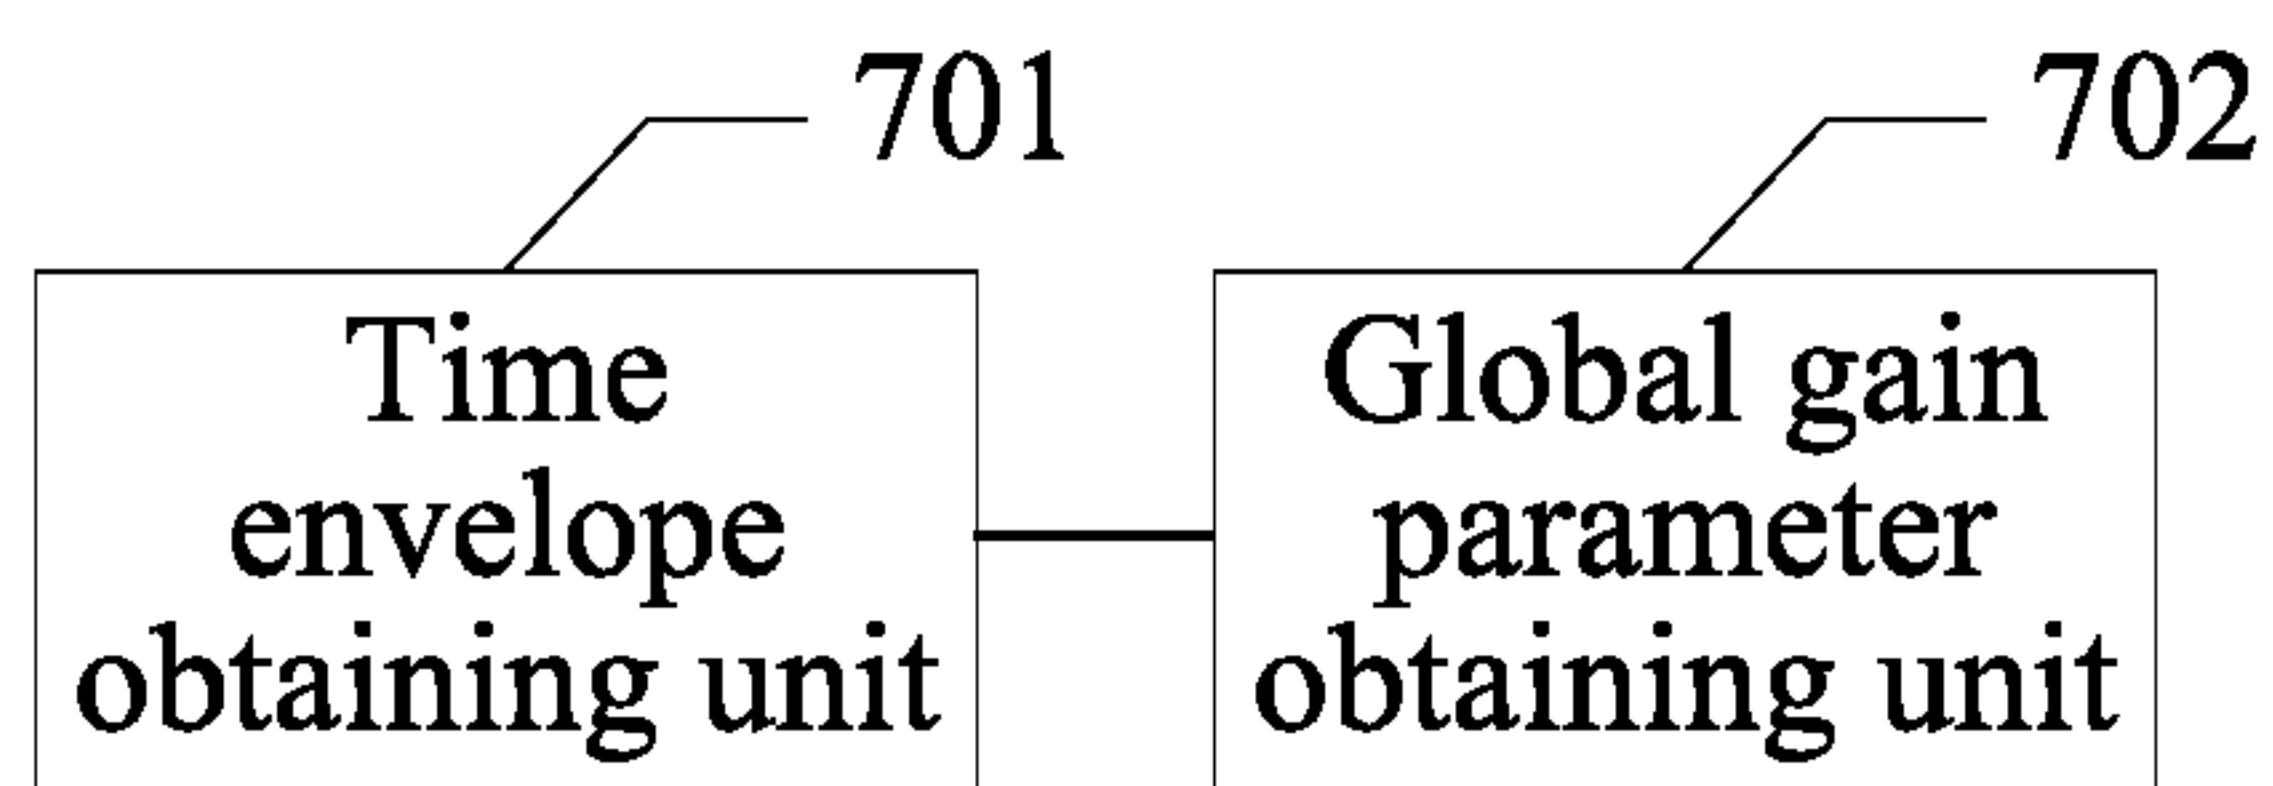 701
702
Time
envelope
obtaining unit
Global gain
parameter
obtaining unit